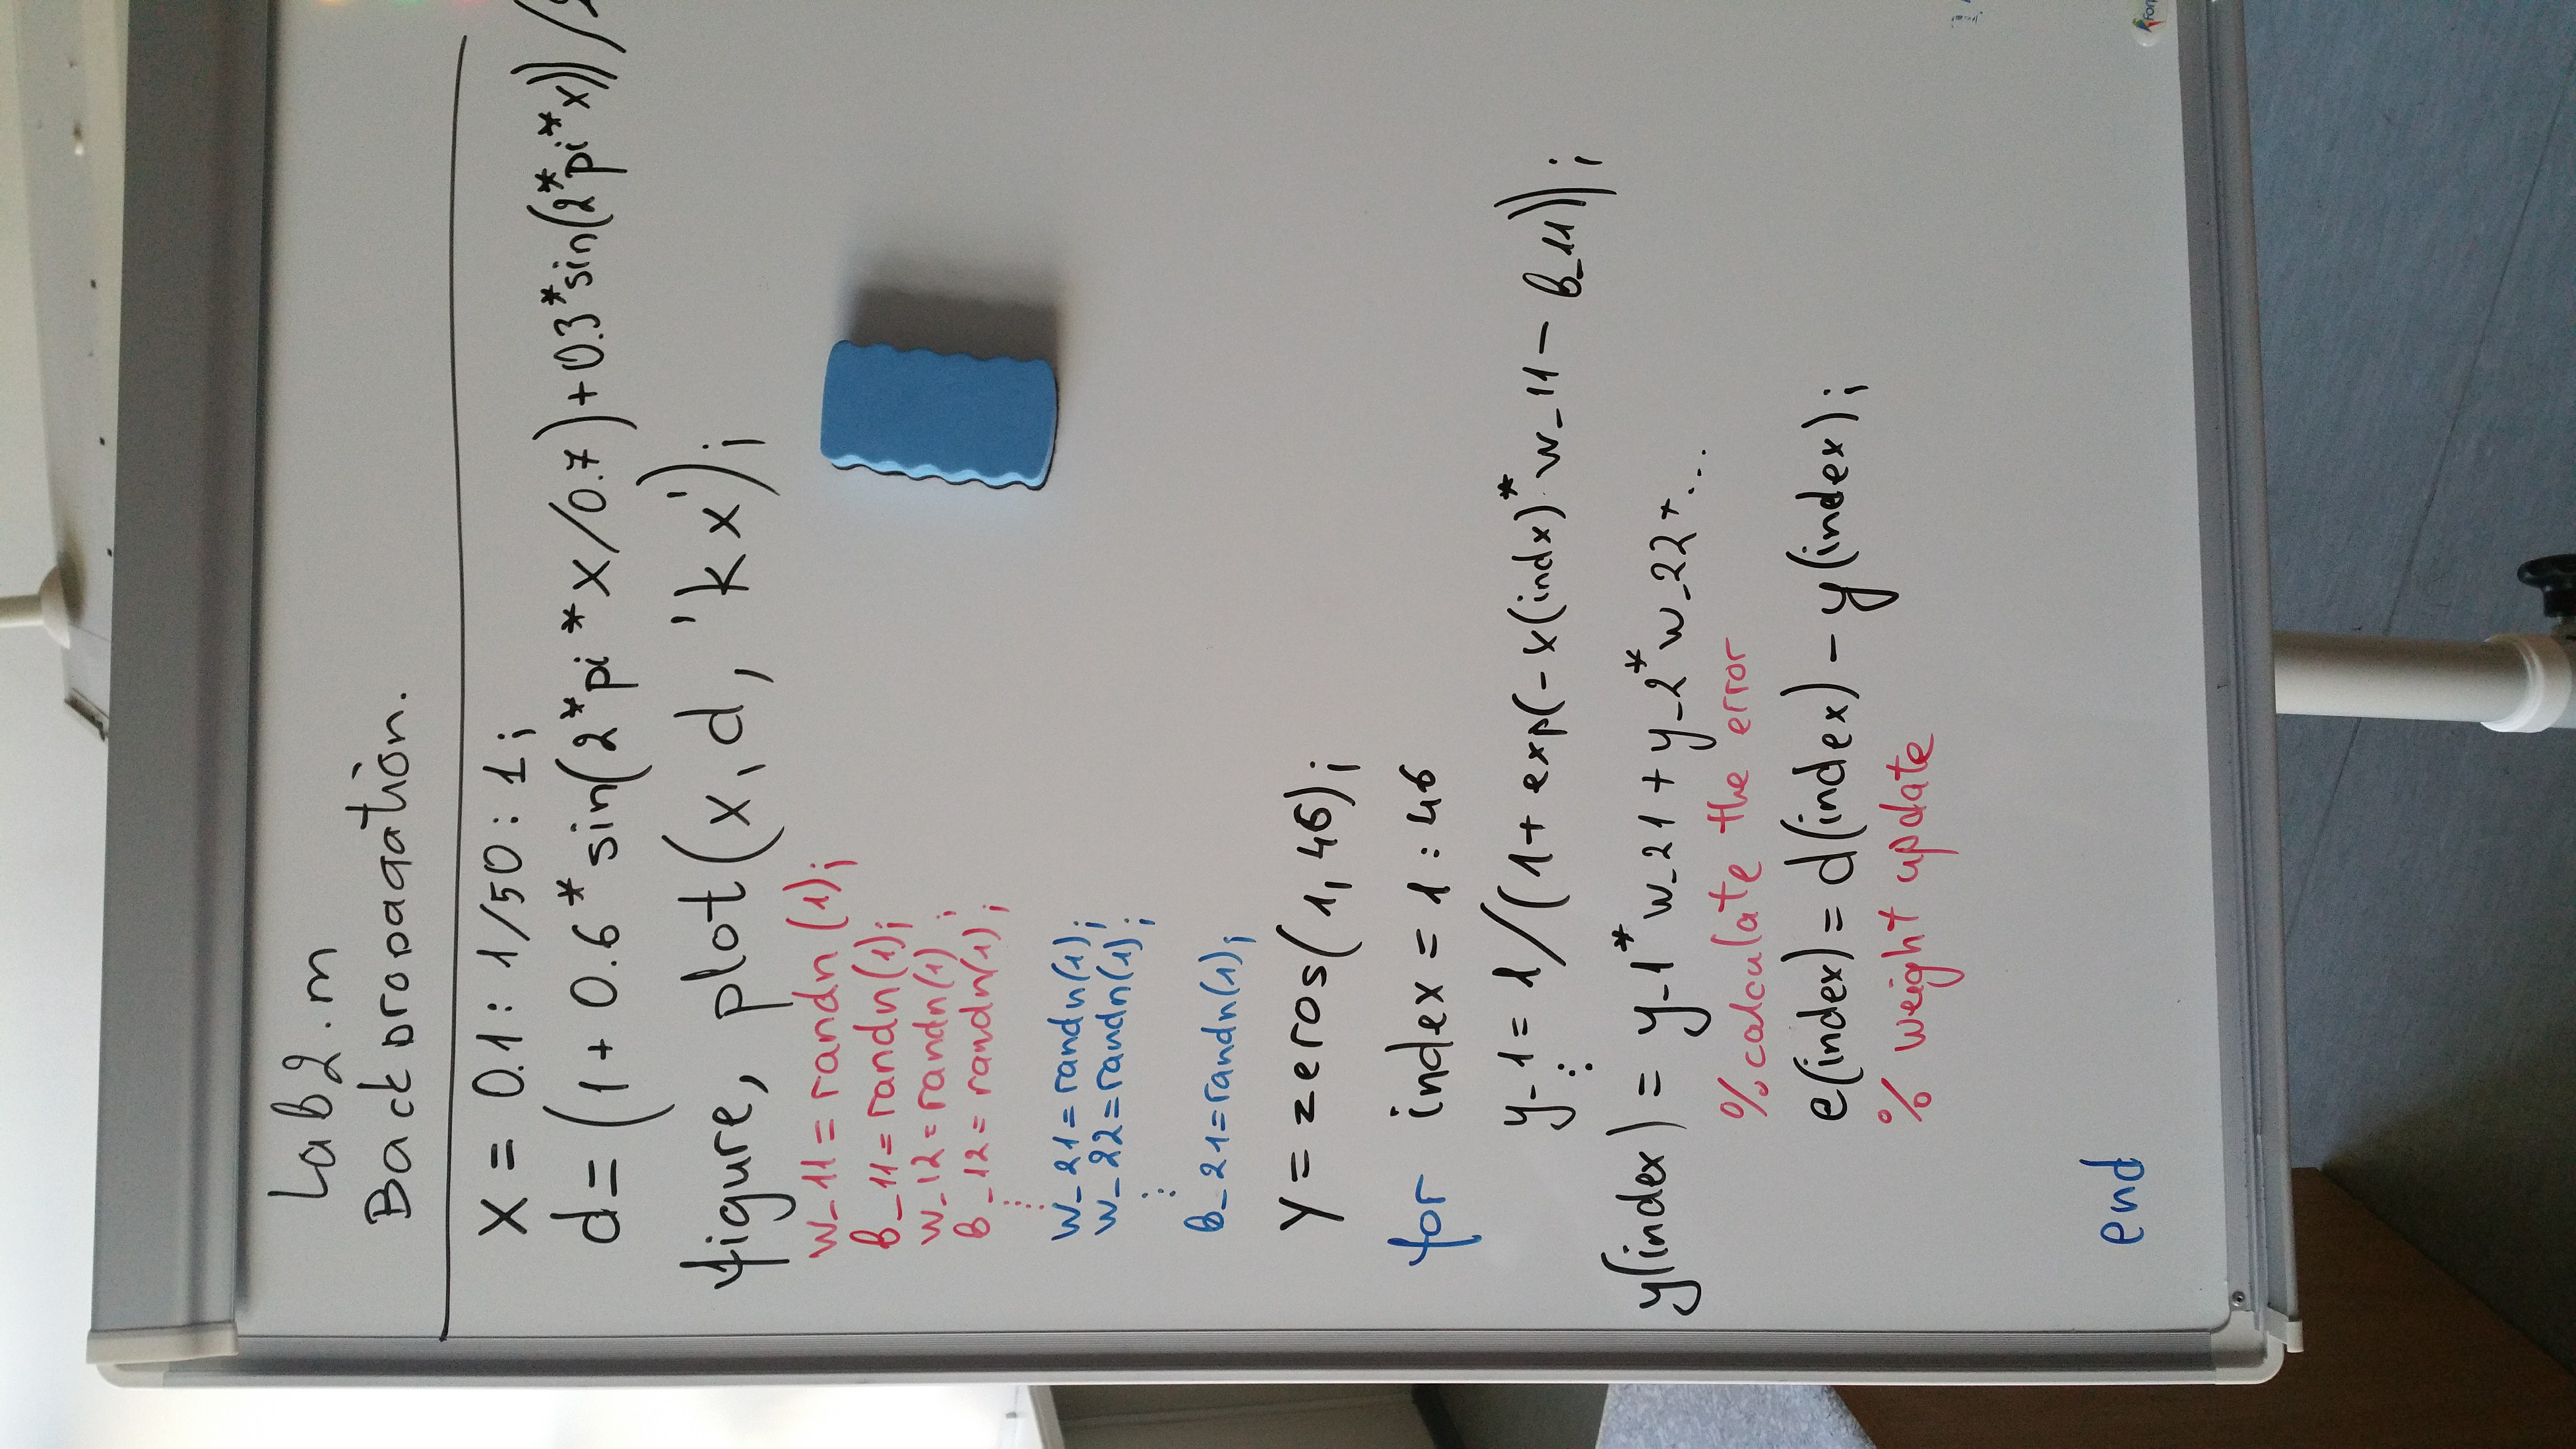 Lab2.m
Backpropagation.
x = 0.1 : 1/50 : 1;
d = (1 + 0.6*sin(2*pi*x/0.7) + 0.3*sin(2*pi*x)) /
figure, plot(x, d, 'kx');
w_11 = randn(1);
b_11 = randn(1);
w_12 = randn(1);
b_12 = randn(1);
⋮
w_21 = randn(1);
w_22 = randn(1);
⋮
b_21 = randn(1);
Y = zeros(1, 46);
for index = 1 : 46
y_1 = 1/(1 + exp(-x(indx)*w_11 - b_11));
⋮
y(index) = y_1*w_21 + y_2*w_22 + ...
% calculate the error
e(index) = d(index) - y(index);
% weight update
end